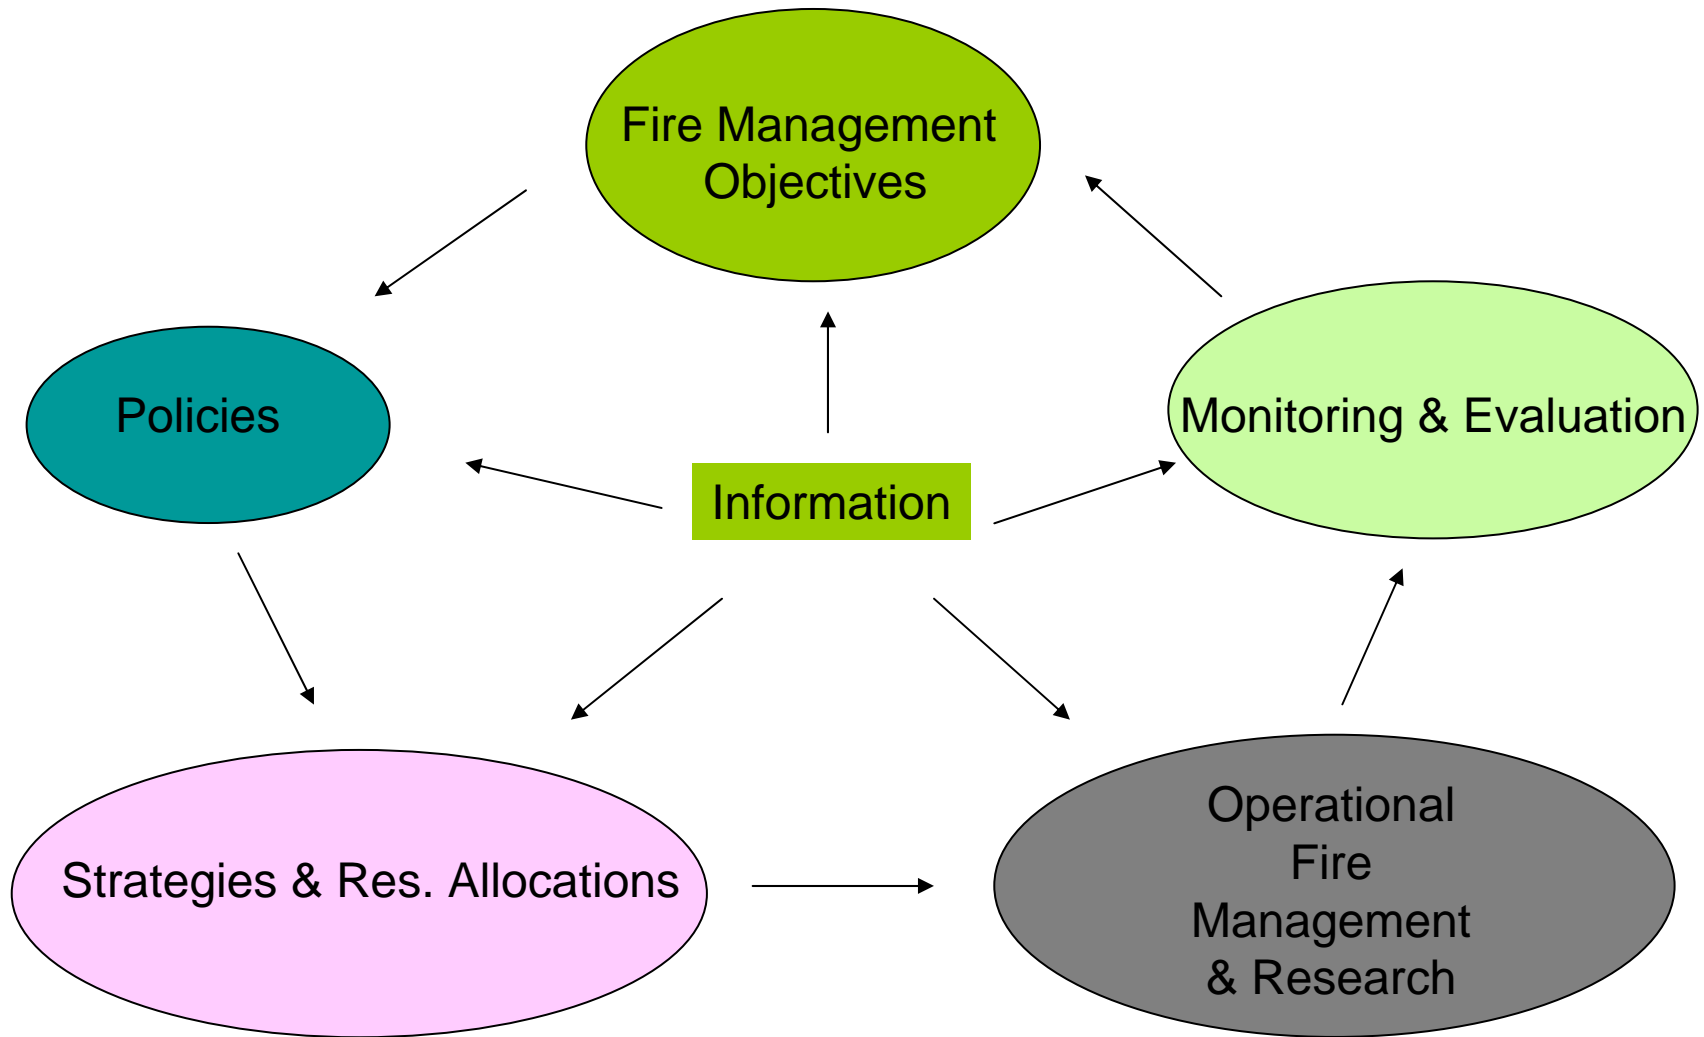 Fire Management
Objectives
Policies
Monitoring & Evaluation
Information
Strategies & Res. Allocations
Operational
Fire
Management
& Research